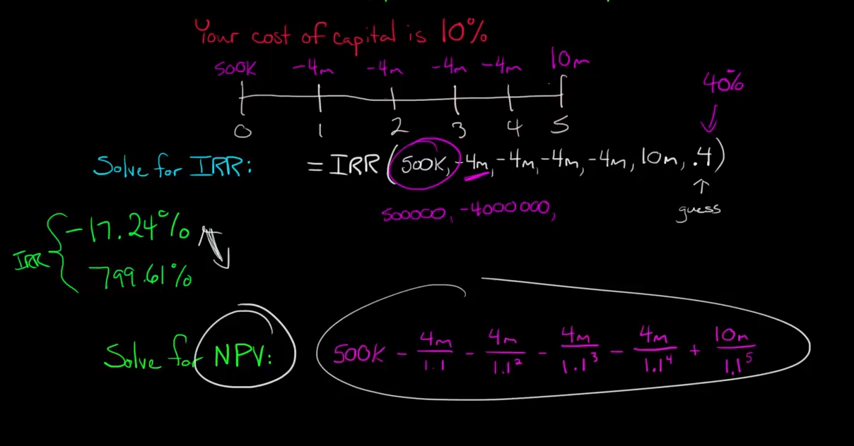 Your cost of capital is 10%
500K -4m -4m -4m -4m 10m
0 1 2 3 4 5
40%
Solve for IRR: = IRR ( 500K, -4m, -4m, -4m, -4m, 10m, .4 )
guess
500000, -4000000,
IRR { -17.24%
799.61%
Solve for NPV: 500K - 4m/1.1 - 4m/1.1² - 4m/1.1³ - 4m/1.1⁴ + 10m/1.1⁵